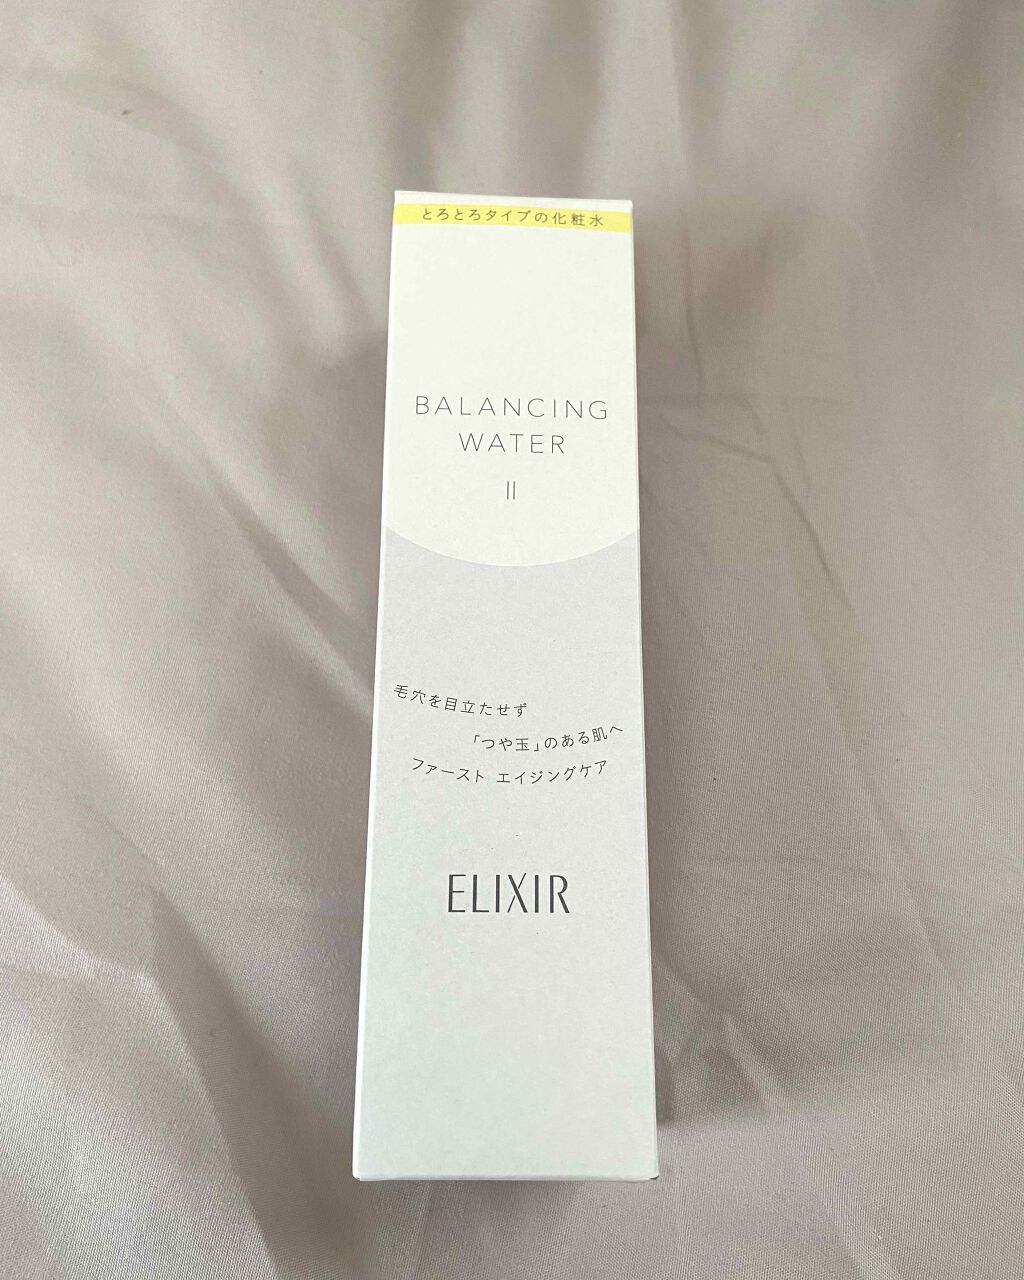 とろとろタイプの化粧水
BALANCING
WATER
II
毛穴を目立たせず
「つや玉」のある肌へ
ファースト エイジングケア
ELIXIR